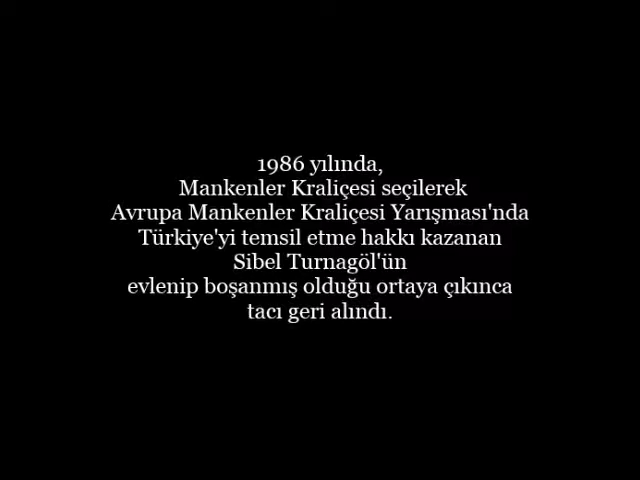 1986 yılında,
Mankenler Kraliçesi seçilerek
Avrupa Mankenler Kraliçesi Yarışması'nda
Türkiye'yi temsil etme hakkı kazanan
Sibel Turnagöl'ün
evlenip boşanmış olduğu ortaya çıkınca
tacı geri alındı.